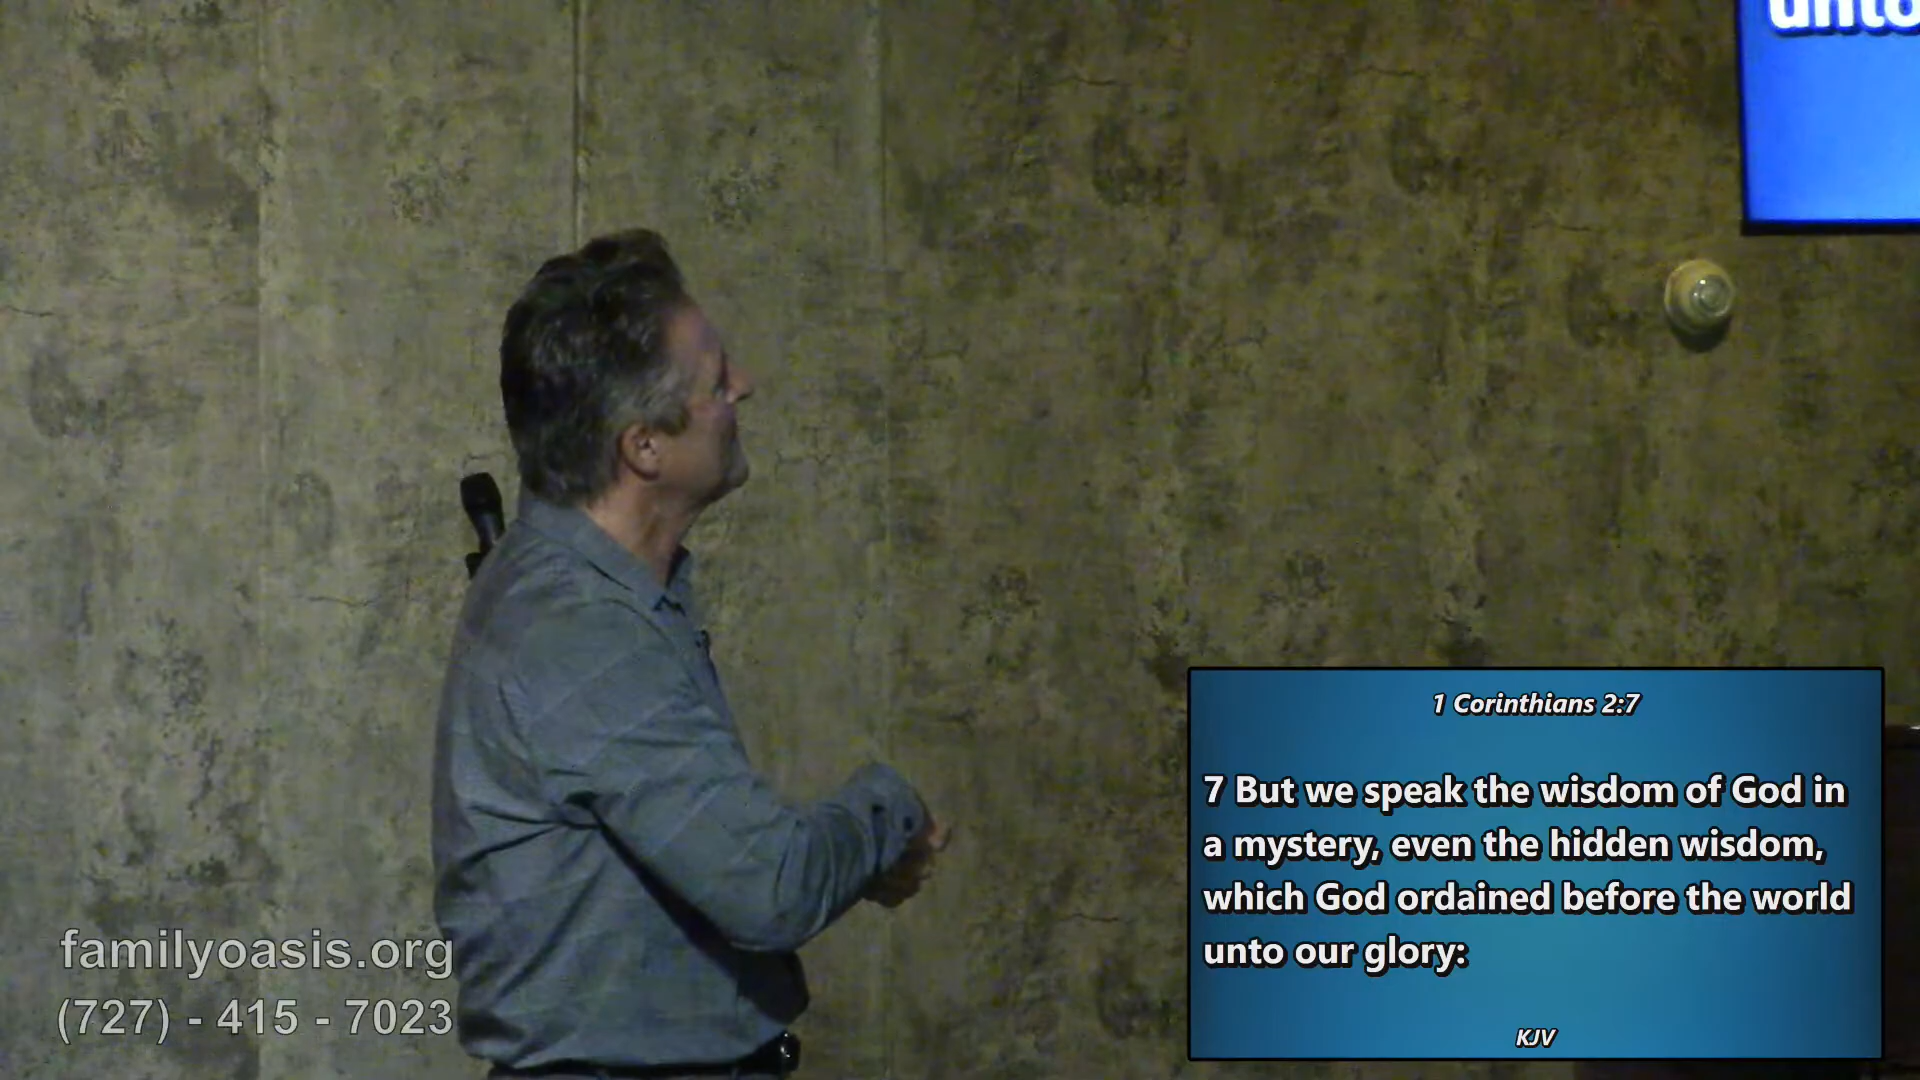 unto
1 Corinthians 2:7
7 But we speak the wisdom of God in
a mystery, even the hidden wisdom,
which God ordained before the world
unto our glory:
KJV
familyoasis.org
(727) - 415 - 7023